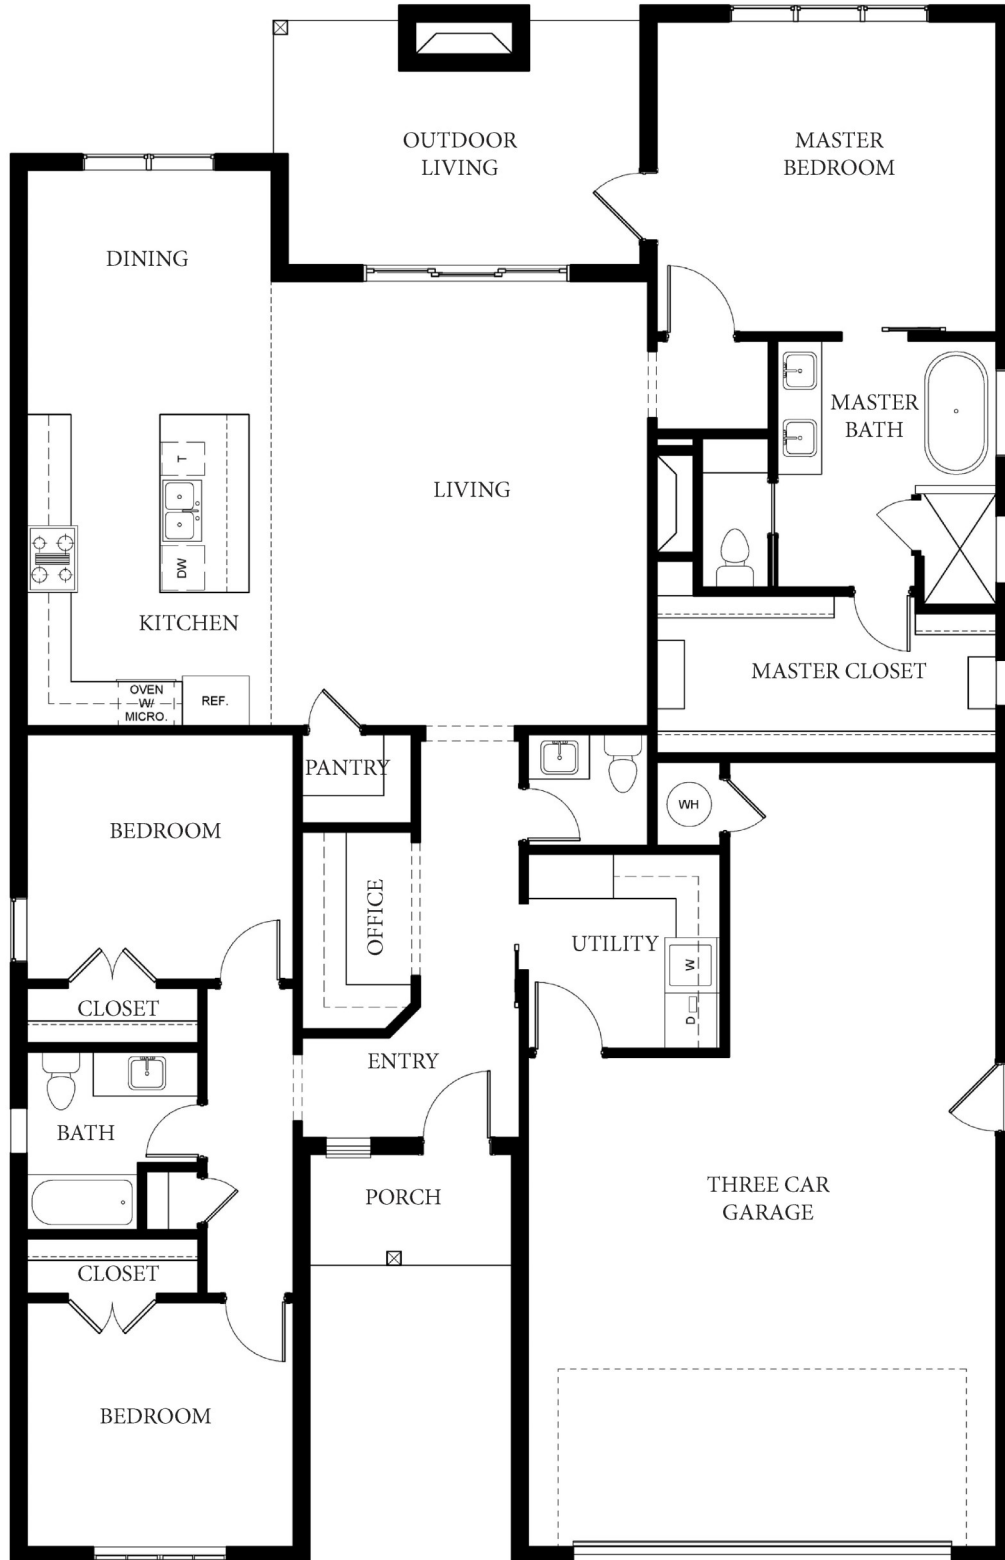 OUTDOOR
LIVING
MASTER
BEDROOM
DINING
MASTER
BATH
T
LIVING
DW
KITCHEN
MASTER CLOSET
OVEN
W/
MICRO.
REF.
PANTRY
WH
BEDROOM
OFFICE
UTILITY
W
CLOSET
D
ENTRY
BATH
PORCH
THREE CAR
GARAGE
CLOSET
BEDROOM